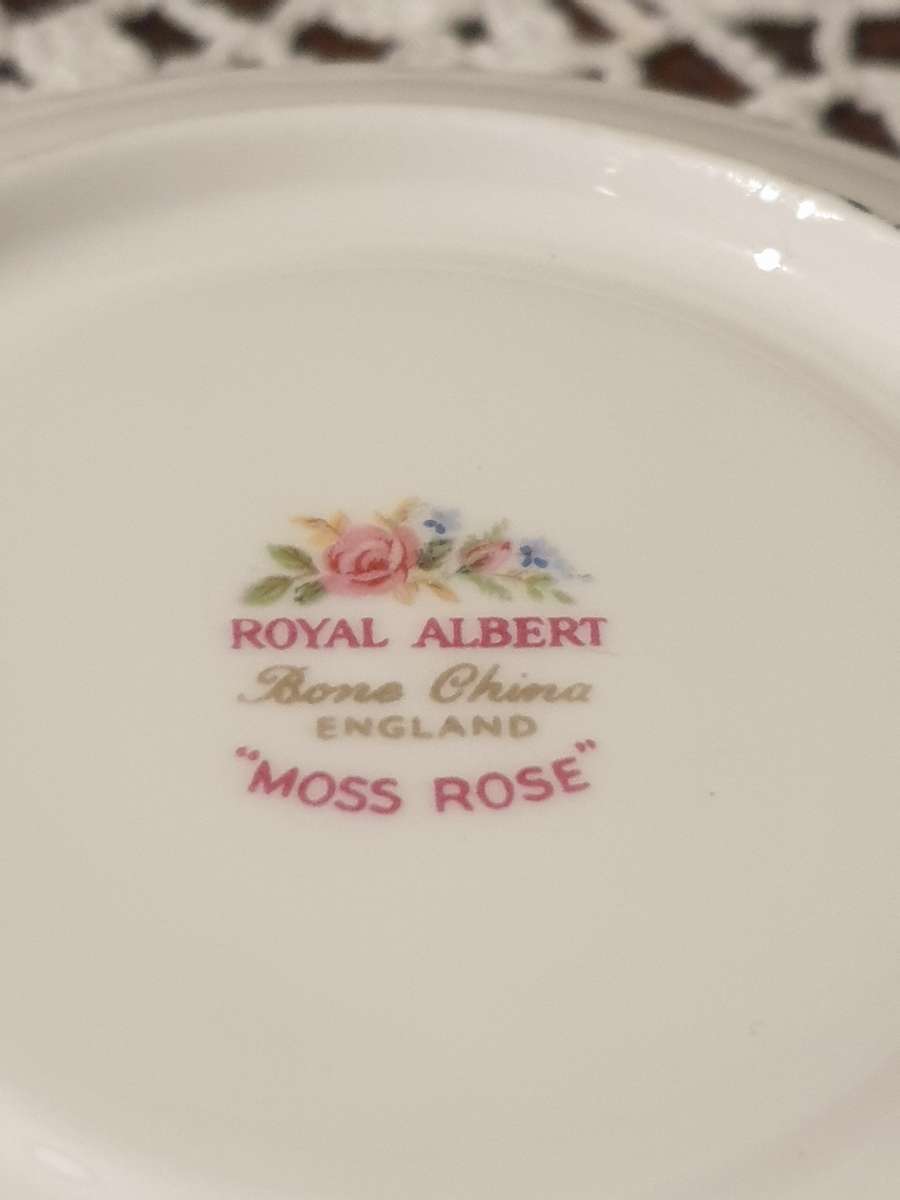 ROYAL ALBERT
Bone China
ENGLAND
"MOSS ROSE"